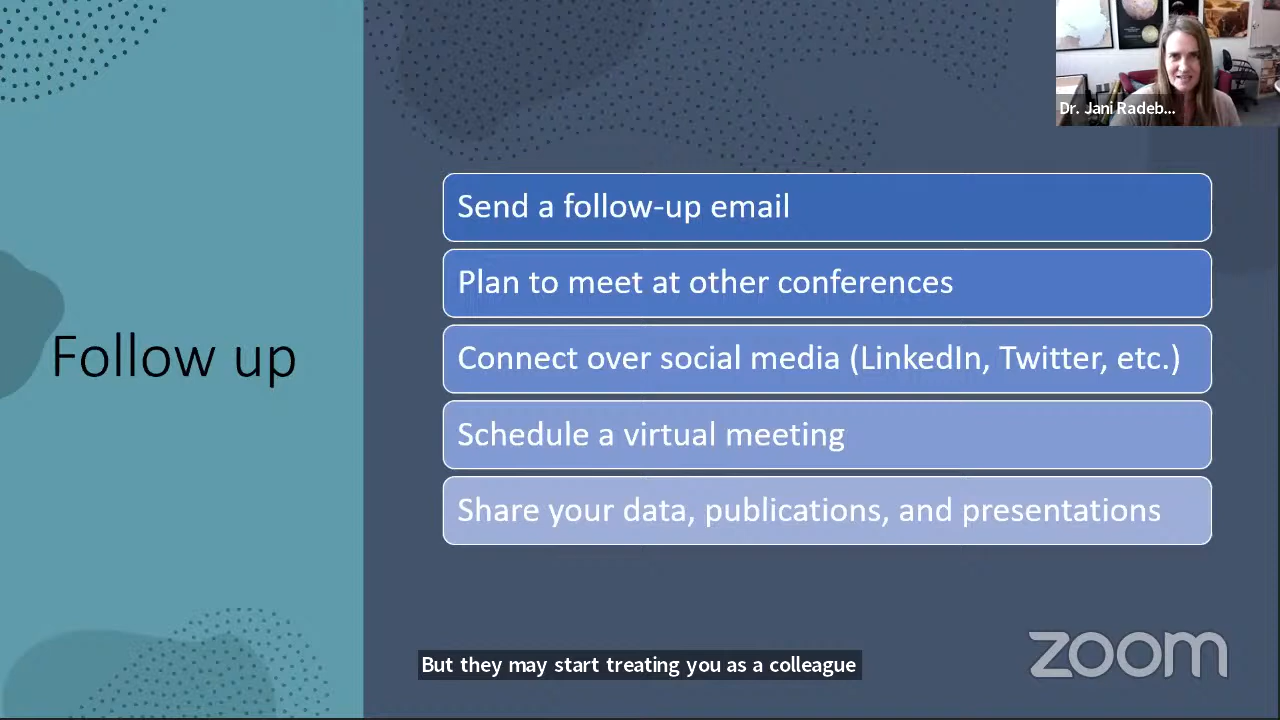 Dr. Jani Radeb...
Send a follow-up email
Plan to meet at other conferences
Connect over social media (LinkedIn, Twitter, etc.)
Follow up
Schedule a virtual meeting
Share your data, publications, and presentations
zoom
But they may start treating you as a colleague